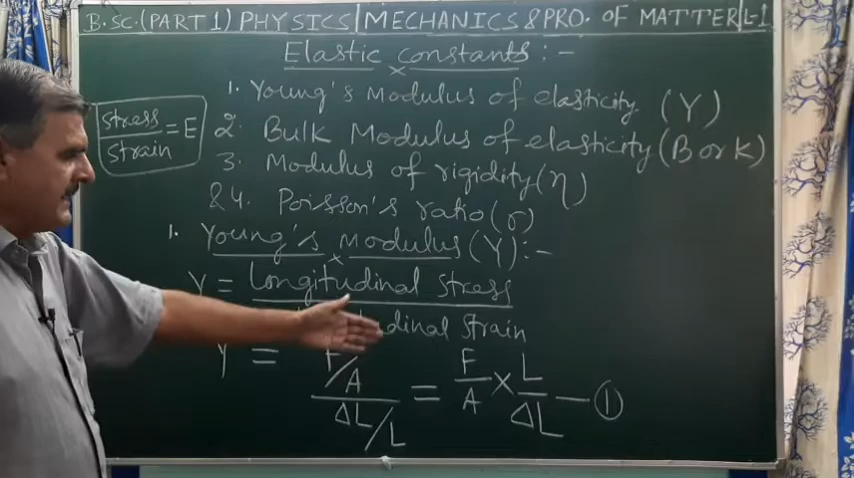 B.SC.(PART 1) PHYSICS|MECHANICS &PRO. OF MATTER|L-1
Elastic constants :-
1. Young's Modulus of elasticity (Y)
stress/strain = E
2. Bulk Modulus of elasticity (B or K)
3. Modulus of rigidity (η)
&4. Poisson's ratio (σ)
1. Young's modulus (Y):-
Y = Longitudinal stress
dinal strain
Y = F/A / ΔL/L = F/A × L/ΔL — ①